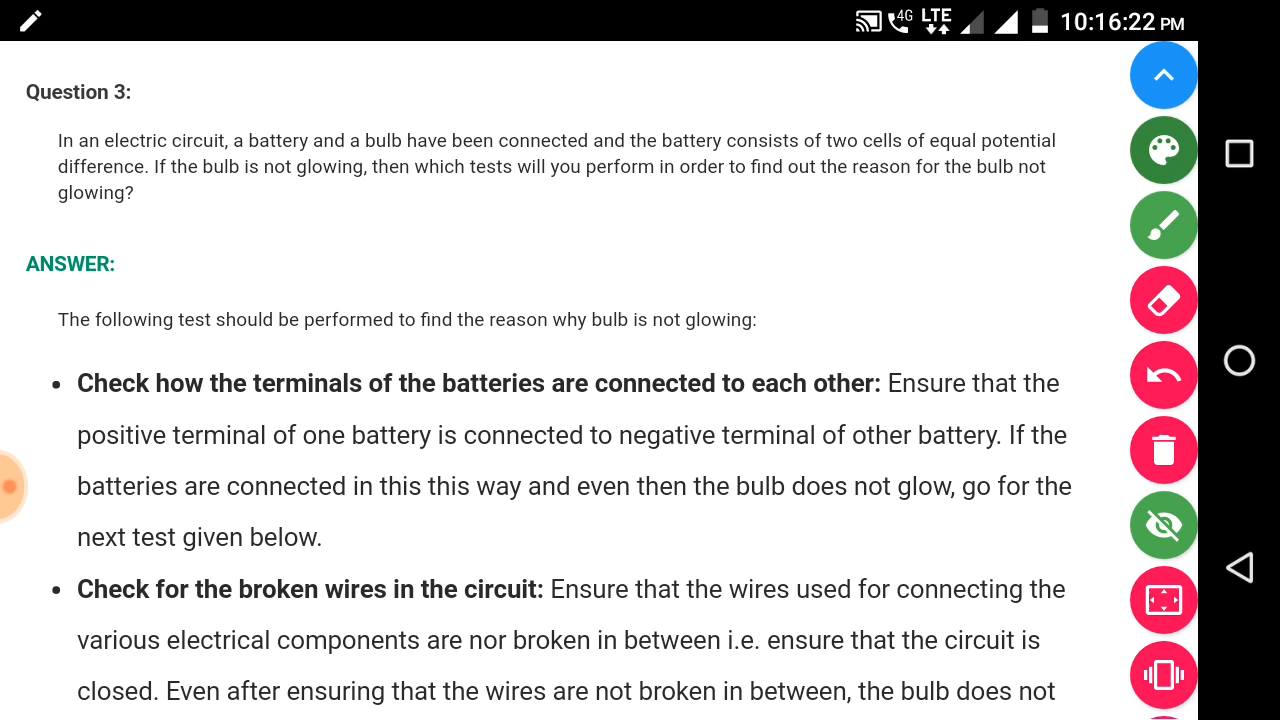 4G LTE 10:16:22 PM
Question 3:
In an electric circuit, a battery and a bulb have been connected and the battery consists of two cells of equal potential
difference. If the bulb is not glowing, then which tests will you perform in order to find out the reason for the bulb not
glowing?
ANSWER:
The following test should be performed to find the reason why bulb is not glowing:
• Check how the terminals of the batteries are connected to each other: Ensure that the
positive terminal of one battery is connected to negative terminal of other battery. If the
batteries are connected in this this way and even then the bulb does not glow, go for the
next test given below.
• Check for the broken wires in the circuit: Ensure that the wires used for connecting the
various electrical components are nor broken in between i.e. ensure that the circuit is
closed. Even after ensuring that the wires are not broken in between, the bulb does not